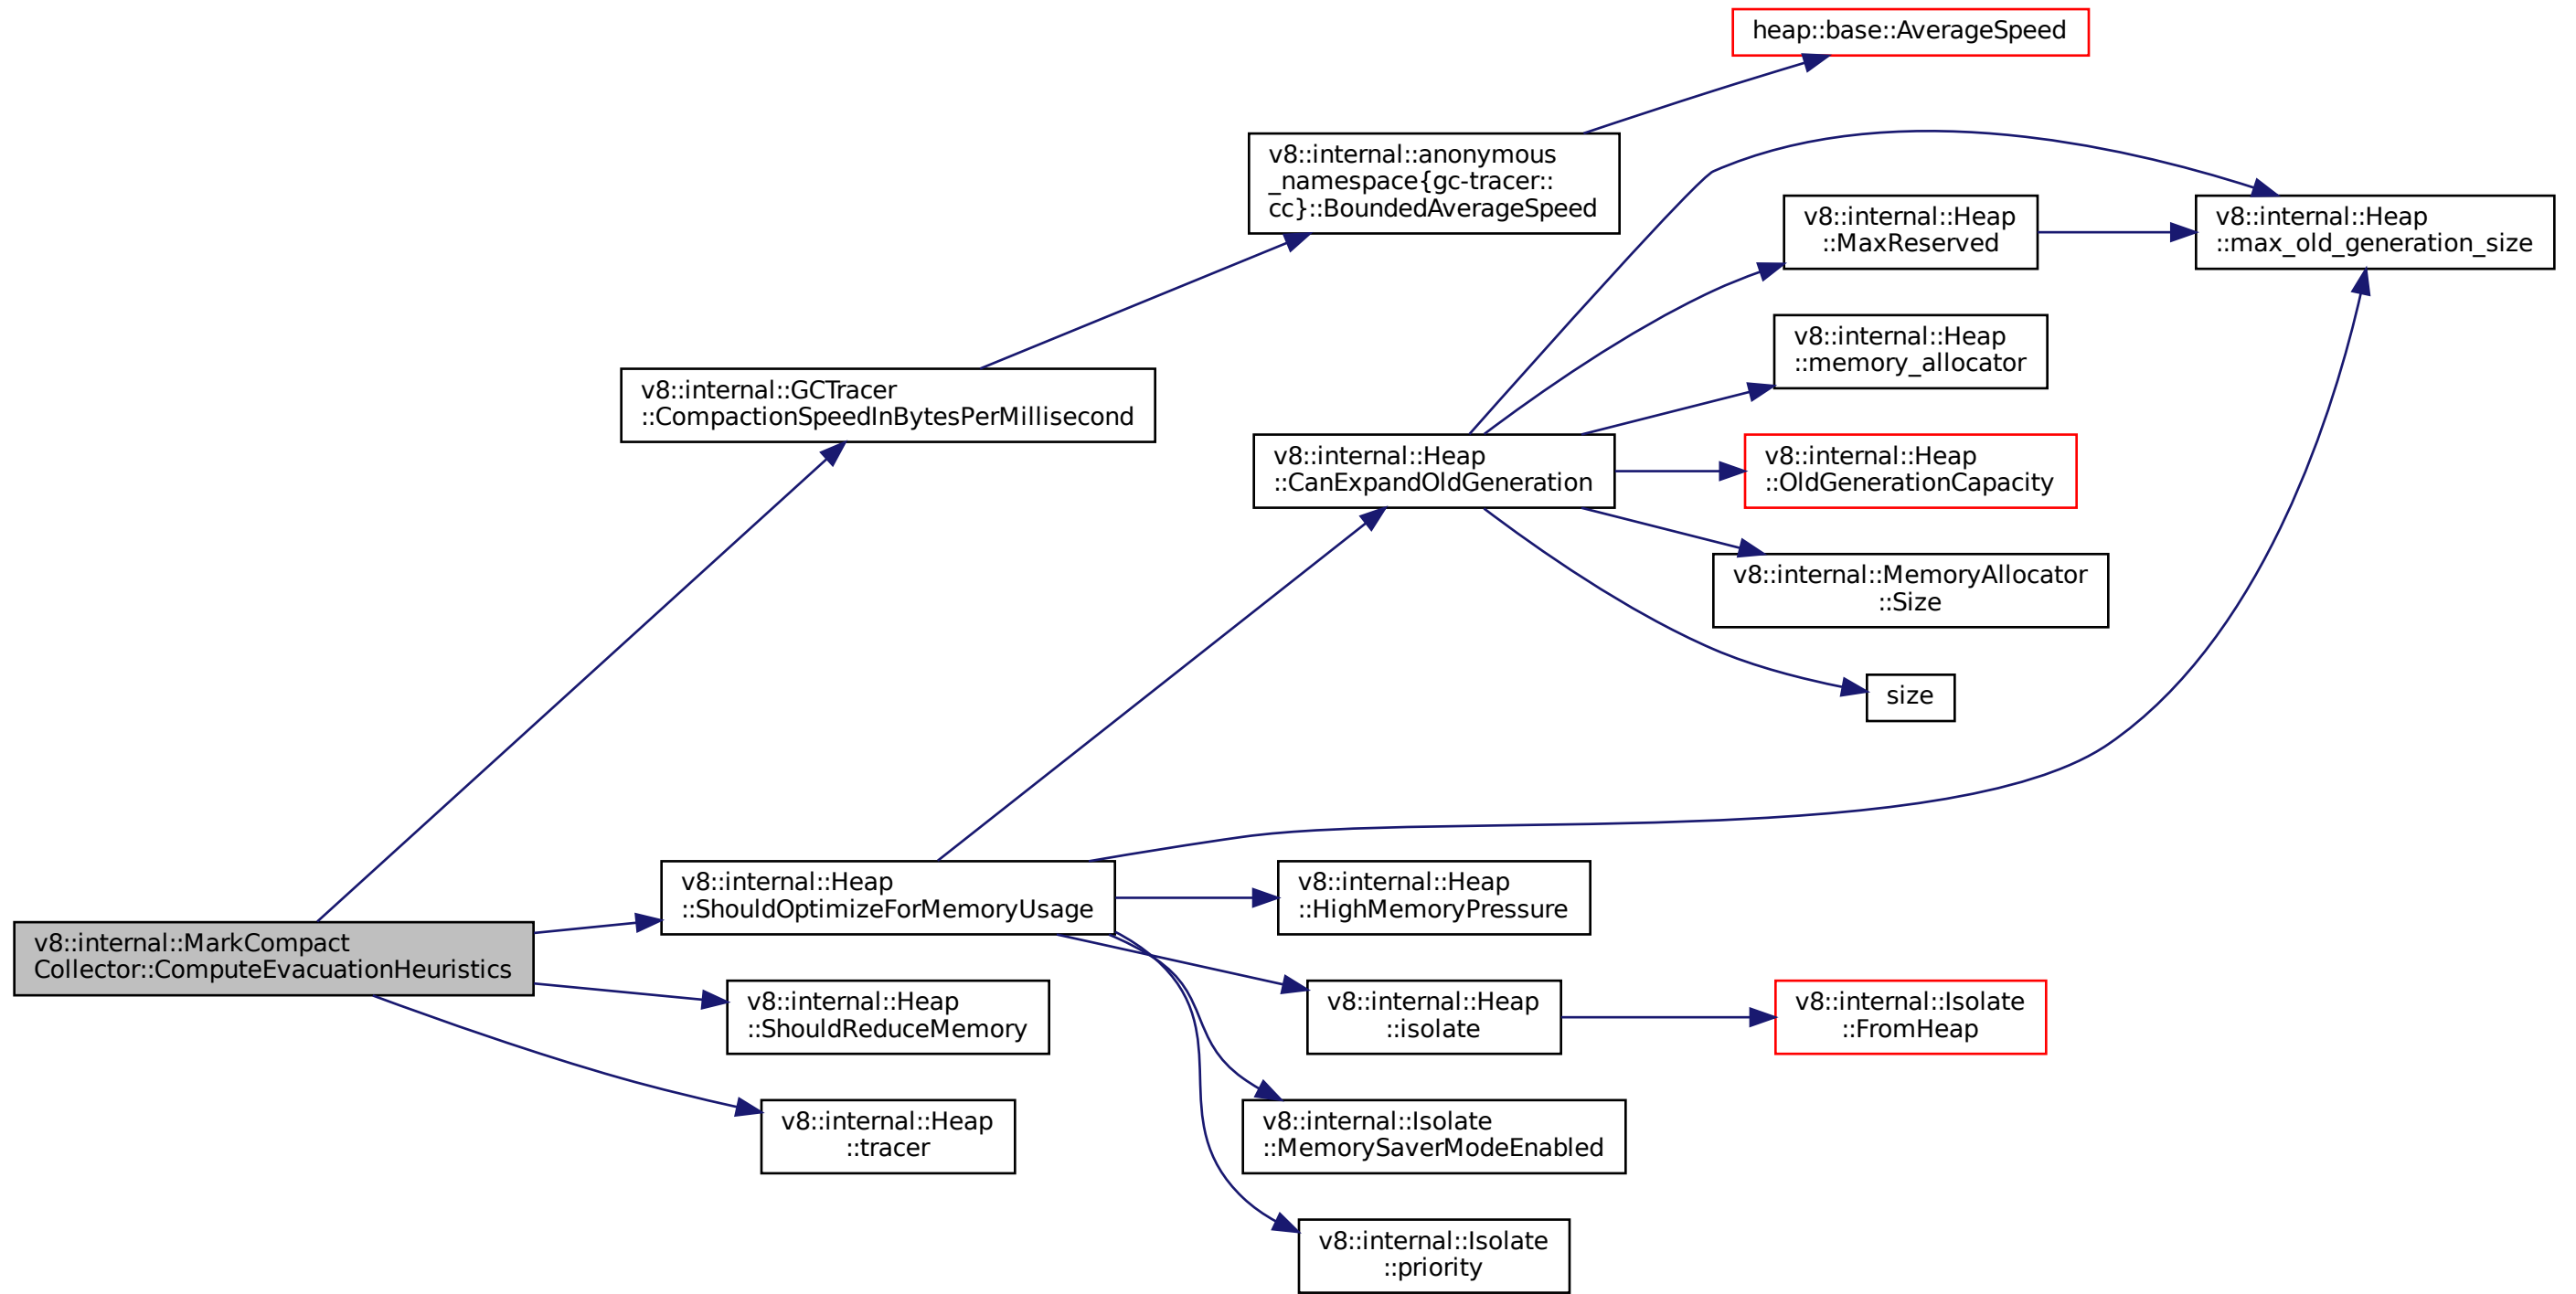 heap::base::AverageSpeed
v8::internal::anonymous
_namespace{gc-tracer::
cc}::BoundedAverageSpeed
v8::internal::Heap
::MaxReserved
v8::internal::Heap
::max_old_generation_size
v8::internal::Heap
::memory_allocator
v8::internal::GCTracer
::CompactionSpeedInBytesPerMillisecond
v8::internal::Heap
::CanExpandOldGeneration
v8::internal::Heap
::OldGenerationCapacity
v8::internal::MemoryAllocator
::Size
size
v8::internal::Heap
::ShouldOptimizeForMemoryUsage
v8::internal::Heap
::HighMemoryPressure
v8::internal::MarkCompact
Collector::ComputeEvacuationHeuristics
v8::internal::Heap
::ShouldReduceMemory
v8::internal::Heap
::isolate
v8::internal::Isolate
::FromHeap
v8::internal::Heap
::tracer
v8::internal::Isolate
::MemorySaverModeEnabled
v8::internal::Isolate
::priority